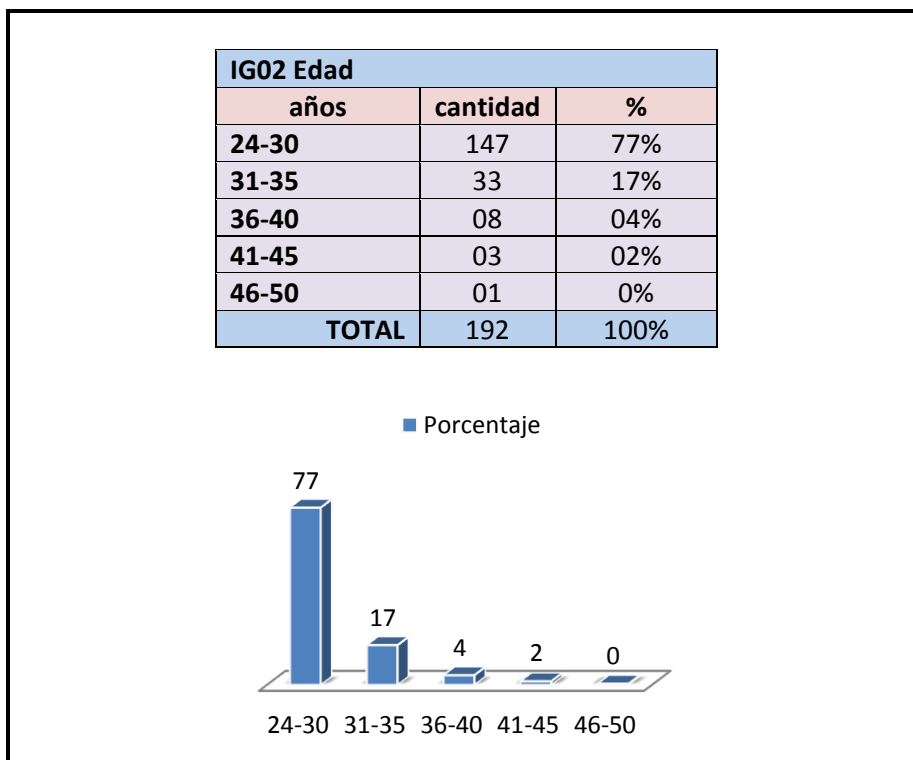 IG02 Edad
años cantidad %
24-30 147 77%
31-35 33 17%
36-40 08 04%
41-45 03 02%
46-50 01 0%
TOTAL 192 100%
Porcentaje
77
17
4
2
0
24-30 31-35 36-40 41-45 46-50